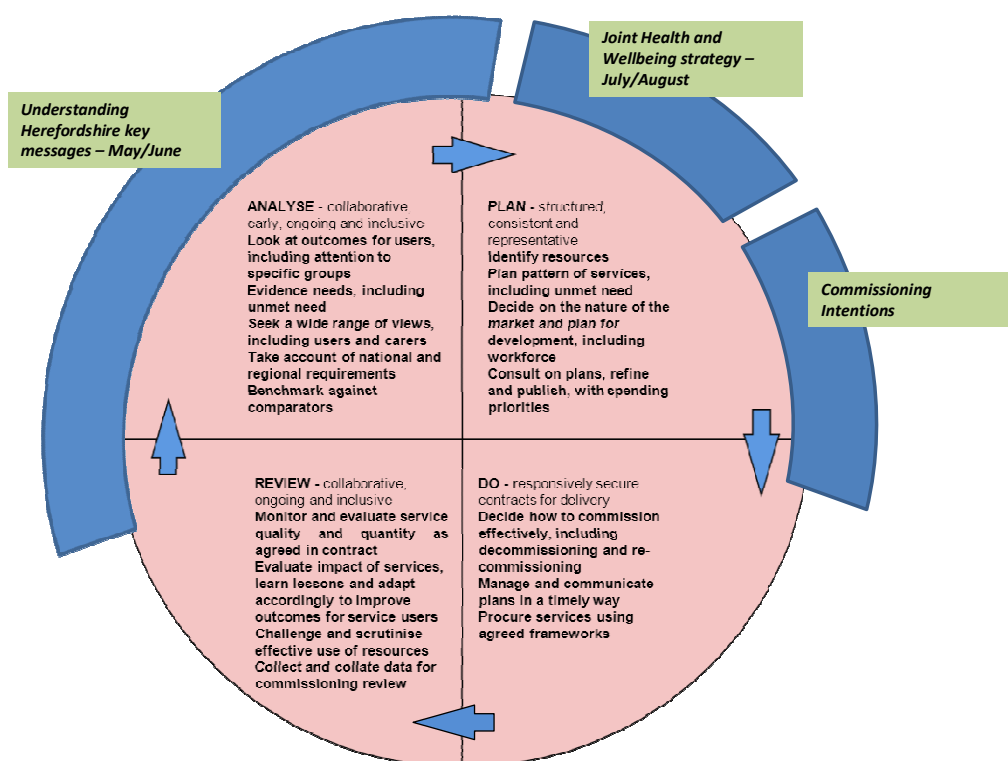 Joint Health and
Wellbeing strategy –
July/August
Understanding
Herefordshire key
messages – May/June
Commissioning
Intentions
ANALYSE - collaborative
early, ongoing and inclusive
Look at outcomes for users,
including attention to
specific groups
Evidence needs, including
unmet need
Seek a wide range of views,
including users and carers
Take account of national and
regional requirements
Benchmark against
comparators
PLAN - structured,
consistent and
representative
Identify resources
Plan pattern of services,
including unmet need
Decide on the nature of the
market and plan for
development, including
workforce
Consult on plans, refine
and publish, with spending
priorities
REVIEW - collaborative,
ongoing and inclusive
Monitor and evaluate service
quality and quantity as
agreed in contract
Evaluate impact of services,
learn lessons and adapt
accordingly to improve
outcomes for service users
Challenge and scrutinise
effective use of resources
Collect and collate data for
commissioning review
DO - responsively secure
contracts for delivery
Decide how to commission
effectively, including
decommissioning and re-
commissioning
Manage and communicate
plans in a timely way
Procure services using
agreed frameworks